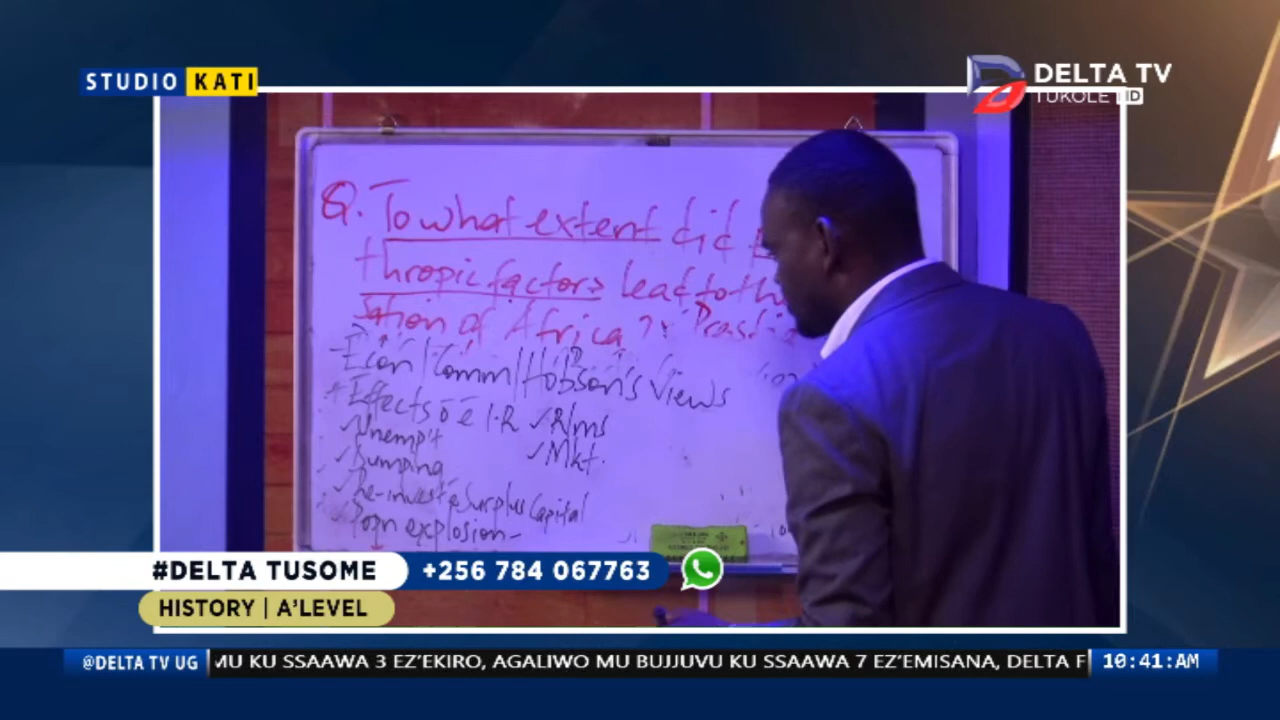 STUDIO KATI
DELTA TV
TUKOLE HD
Q. To what extent did
thropic factors lead to th
sation of Africa?
- Econ/Comm/Hobson's views
+ Effects o e I.R ✓ R/ms
✓ Unemp't ✓ Mkt.
✓ Dumping
✓ Re-invest e Surplus Capital
✓ Popn explosion-
#DELTA TUSOME +256 784 067763
HISTORY | A'LEVEL
@DELTA TV UG MU KU SSAAWA 3 EZ'EKIRO, AGALIWO MU BUJJUVU KU SSAAWA 7 EZ'EMISANA, DELTA F 10:41:AM